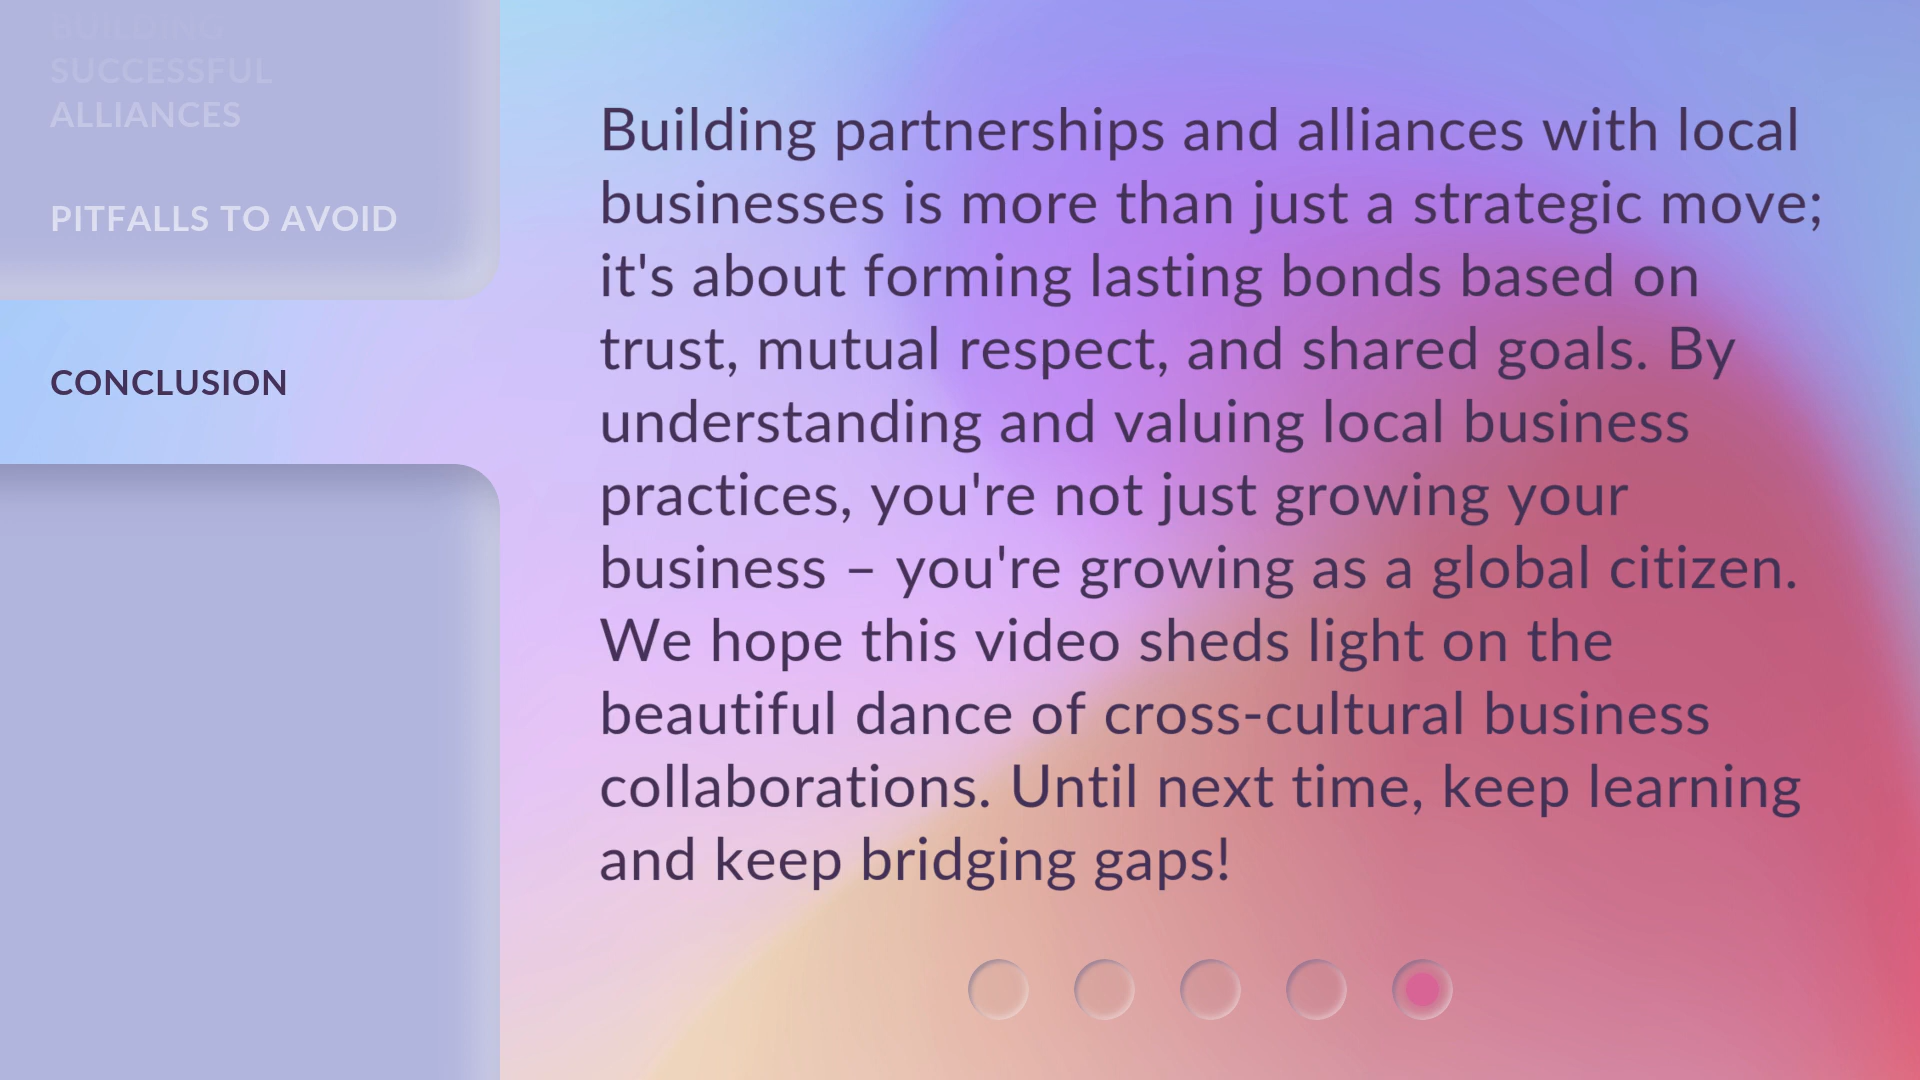 BUILDING
SUCCESSFUL
ALLIANCES
PITFALLS TO AVOID
CONCLUSION
Building partnerships and alliances with local
businesses is more than just a strategic move;
it's about forming lasting bonds based on
trust, mutual respect, and shared goals. By
understanding and valuing local business
practices, you're not just growing your
business – you're growing as a global citizen.
We hope this video sheds light on the
beautiful dance of cross-cultural business
collaborations. Until next time, keep learning
and keep bridging gaps!